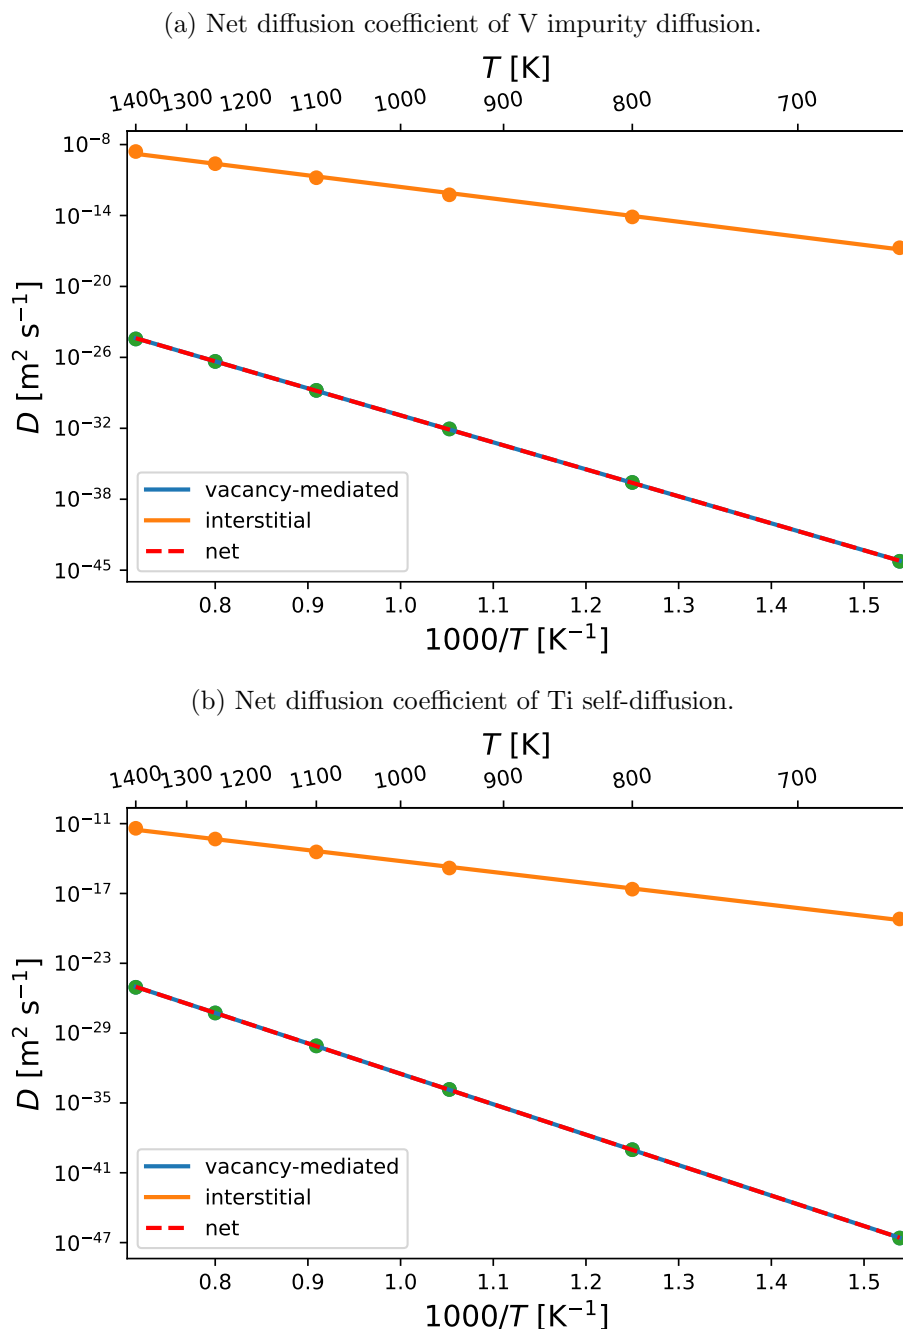 (a) Net diffusion coefficient of V impurity diffusion.
T [K]
1400 1300 1200 1100 1000 900 800 700
10⁻⁸
10⁻¹⁴
10⁻²⁰
10⁻²⁶
10⁻³²
10⁻³⁸
10⁻⁴⁵
D [m² s⁻¹]
vacancy-mediated
interstitial
net
0.8 0.9 1.0 1.1 1.2 1.3 1.4 1.5
1000/T [K⁻¹]
(b) Net diffusion coefficient of Ti self-diffusion.
T [K]
1400 1300 1200 1100 1000 900 800 700
10⁻¹¹
10⁻¹⁷
10⁻²³
10⁻²⁹
10⁻³⁵
10⁻⁴¹
10⁻⁴⁷
D [m² s⁻¹]
vacancy-mediated
interstitial
net
0.8 0.9 1.0 1.1 1.2 1.3 1.4 1.5
1000/T [K⁻¹]